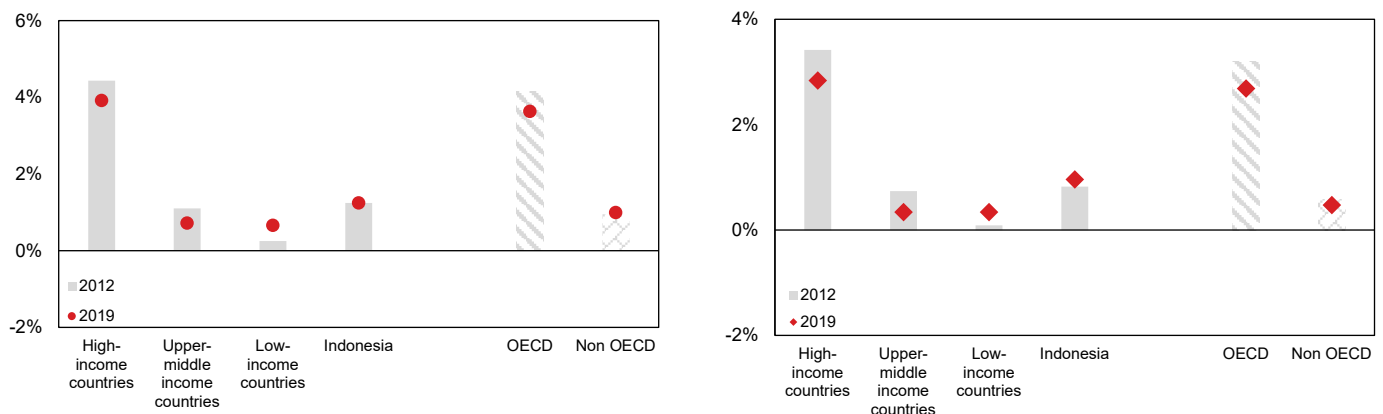 6%
4%
2%
0%
-2%
2012
2019
High-
income
countries
Upper-
middle
income
countries
Low-
income
countries
Indonesia
OECD
Non OECD
4%
2%
0%
-2%
2012
2019
High-
income
countries
Upper-
middle
income
countries
Low-
income
countries
Indonesia
OECD
Non OECD